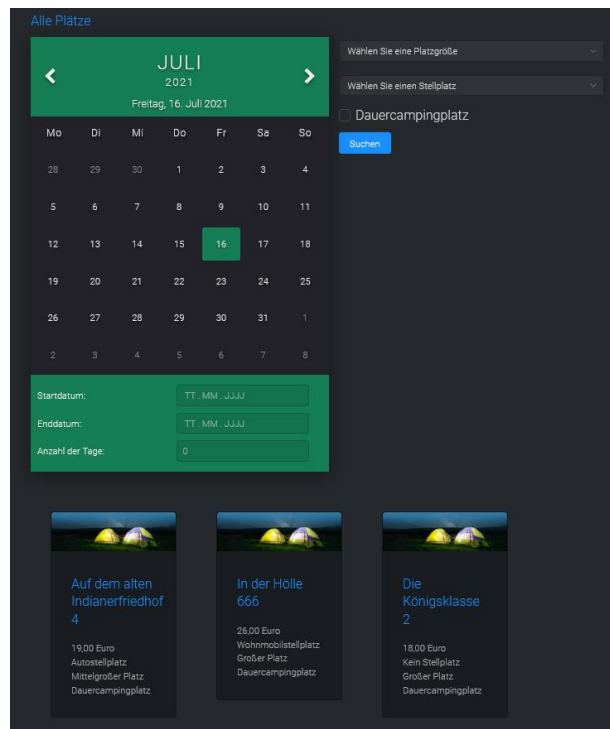 Alle Plätze
JULI
2021
Freitag, 16. Juli 2021
Mo Di Mi Do Fr Sa So
28 29 30 1 2 3 4
5 6 7 8 9 10 11
12 13 14 15 16 17 18
19 20 21 22 23 24 25
26 27 28 29 30 31 1
2 3 4 5 6 7 8
Startdatum: TT . MM . JJJJ
Enddatum: TT . MM . JJJJ
Anzahl der Tage: 0
Wählen Sie eine Platzgröße
Wählen Sie einen Stellplatz
Dauercampingplatz
Suchen
Auf dem alten
Indianerfriedhof
4
19,00 Euro
Autostellplatz
Mittelgroßer Platz
Dauercampingplatz
In der Hölle
666
26,00 Euro
Wohnmobilstellplatz
Großer Platz
Dauercampingplatz
Die
Königsklasse
2
18,00 Euro
Kein Stellplatz
Großer Platz
Dauercampingplatz